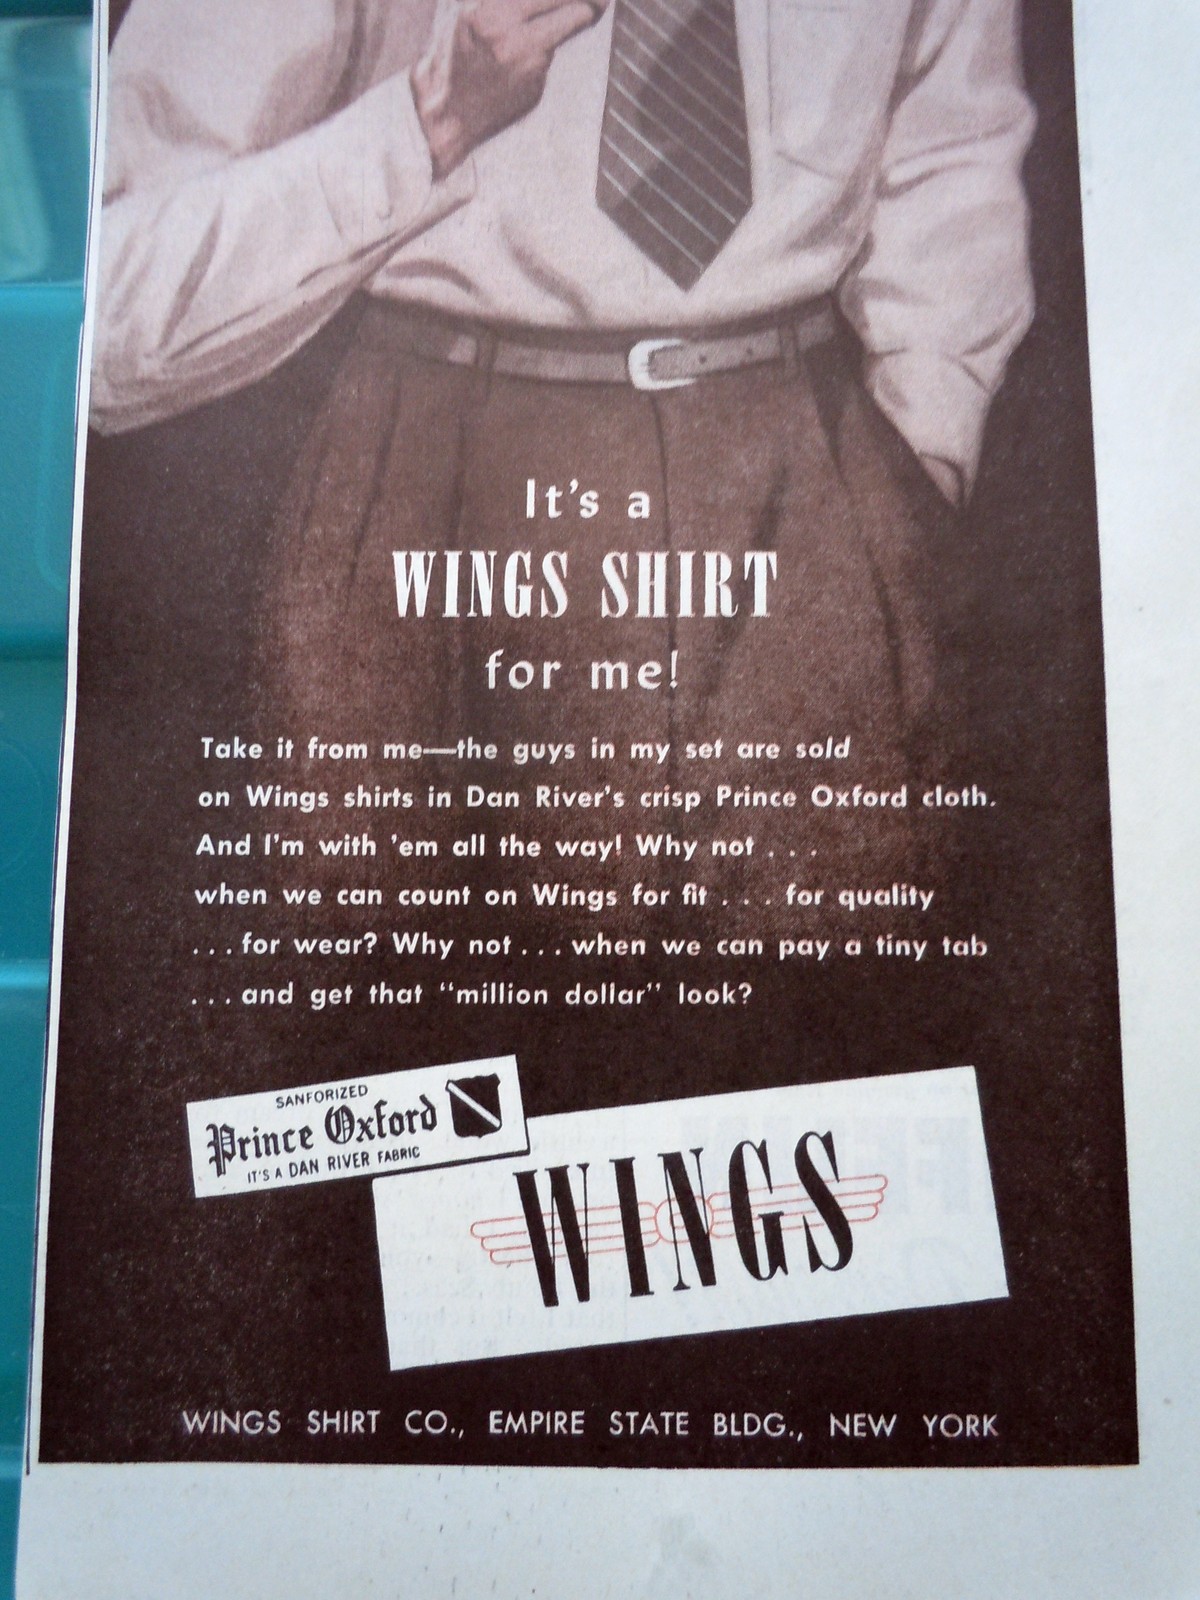 It's a
WINGS SHIRT
for me!
Take it from me—the guys in my set are sold
on Wings shirts in Dan River's crisp Prince Oxford cloth.
And I'm with 'em all the way! Why not . . .
when we can count on Wings for fit . . . for quality
. . . for wear? Why not . . . when we can pay a tiny tab
. . . and get that "million dollar" look?
SANFORIZED
Prince Oxford
IT'S A DAN RIVER FABRIC
WINGS
WINGS SHIRT CO., EMPIRE STATE BLDG., NEW YORK